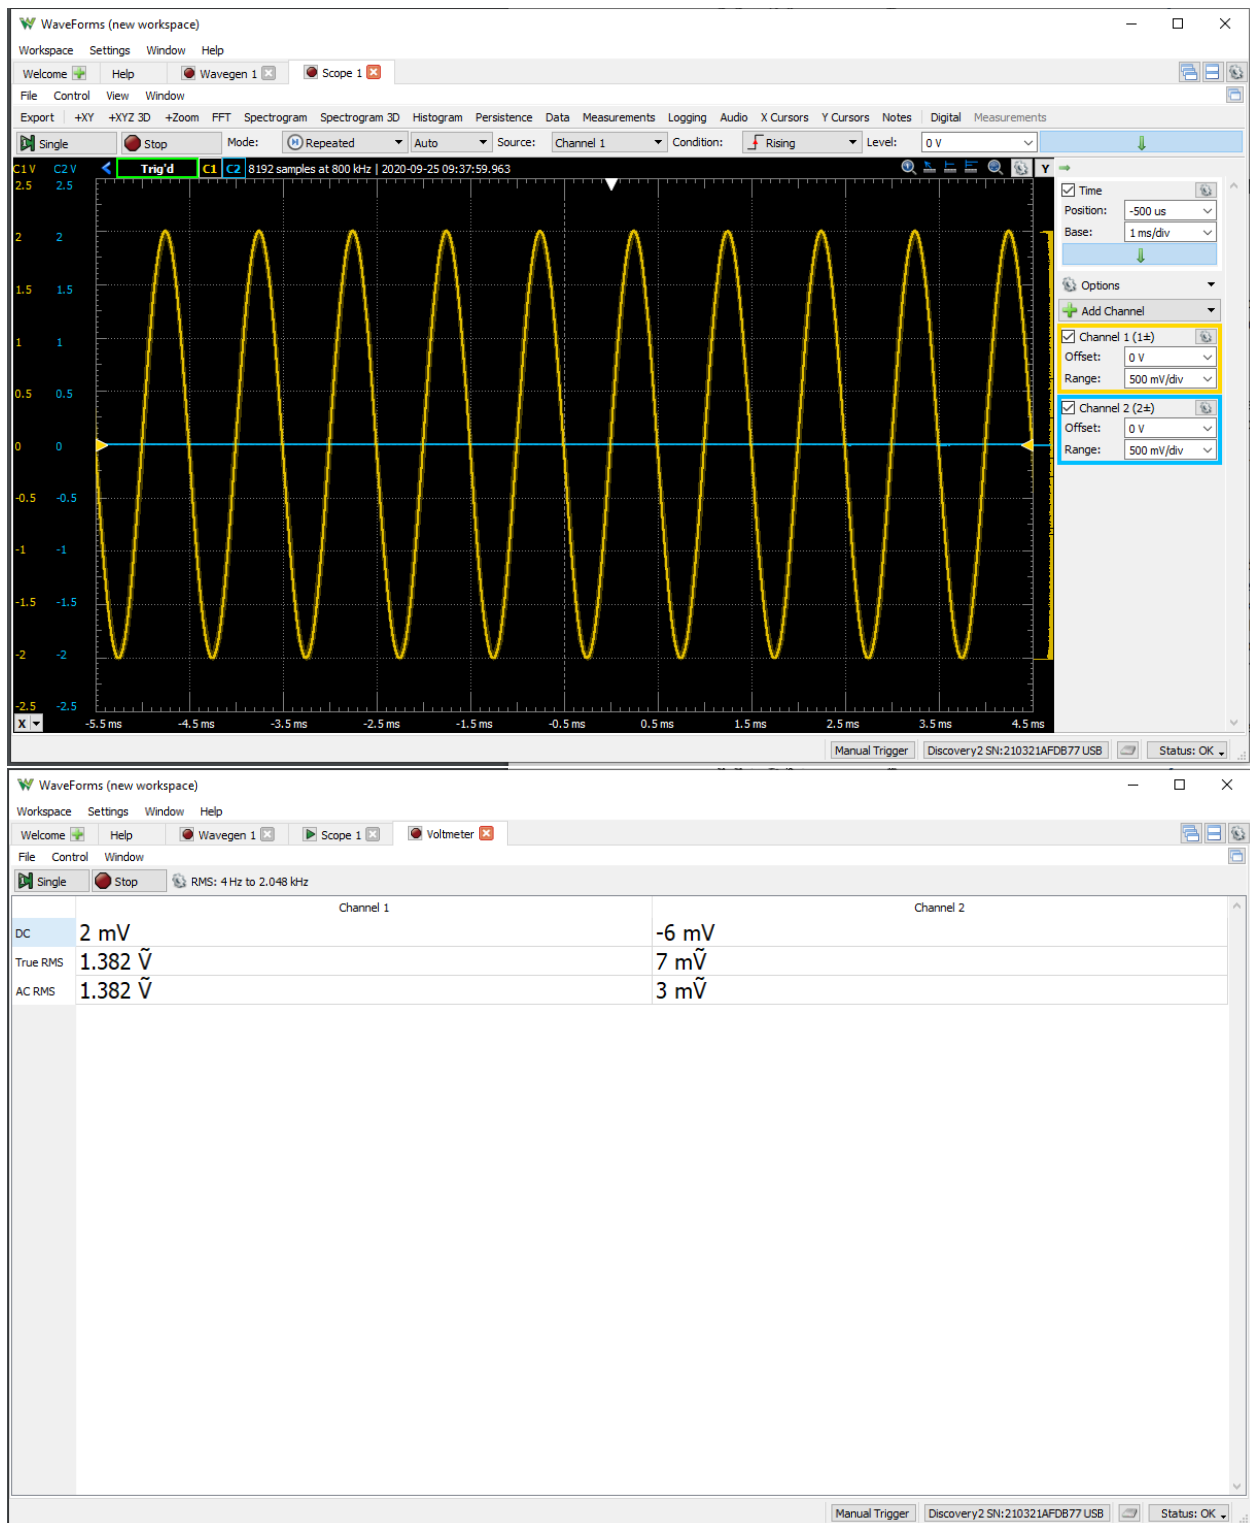 WaveForms (new workspace)
Workspace Settings Window Help
Welcome Help Wavegen 1 Scope 1
File Control View Window
Export +XY +XYZ 3D +Zoom FFT Spectrogram Spectrogram 3D Histogram Persistence Data Measurements Logging Audio X Cursors Y Cursors Notes Digital Measurements
Single Stop Mode: Repeated Auto Source: Channel 1 Condition: Rising Level: 0 V
C1 V C2 V Trig'd C1 C2 8192 samples at 800 kHz | 2020-09-25 09:37:59.963 Y
2.5 2.5
2 2
1.5 1.5
1 1
0.5 0.5
0 0
-0.5 -0.5
-1 -1
-1.5 -1.5
-2 -2
-2.5 -2.5
X -5.5 ms -4.5 ms -3.5 ms -2.5 ms -1.5 ms -0.5 ms 0.5 ms 1.5 ms 2.5 ms 3.5 ms 4.5 ms
Time
Position: -500 us
Base: 1 ms/div
Options
Add Channel
Channel 1 (1±)
Offset: 0 V
Range: 500 mV/div
Channel 2 (2±)
Offset: 0 V
Range: 500 mV/div
Manual Trigger Discovery2 SN:210321AFDB77 USB Status: OK
WaveForms (new workspace)
Workspace Settings Window Help
Welcome Help Wavegen 1 Scope 1 Voltmeter
File Control Window
Single Stop RMS: 4 Hz to 2.048 kHz
Channel 1 Channel 2
DC 2 mV -6 mV
True RMS 1.382 Ṽ 7 mṼ
AC RMS 1.382 Ṽ 3 mṼ
Manual Trigger Discovery2 SN:210321AFDB77 USB Status: OK